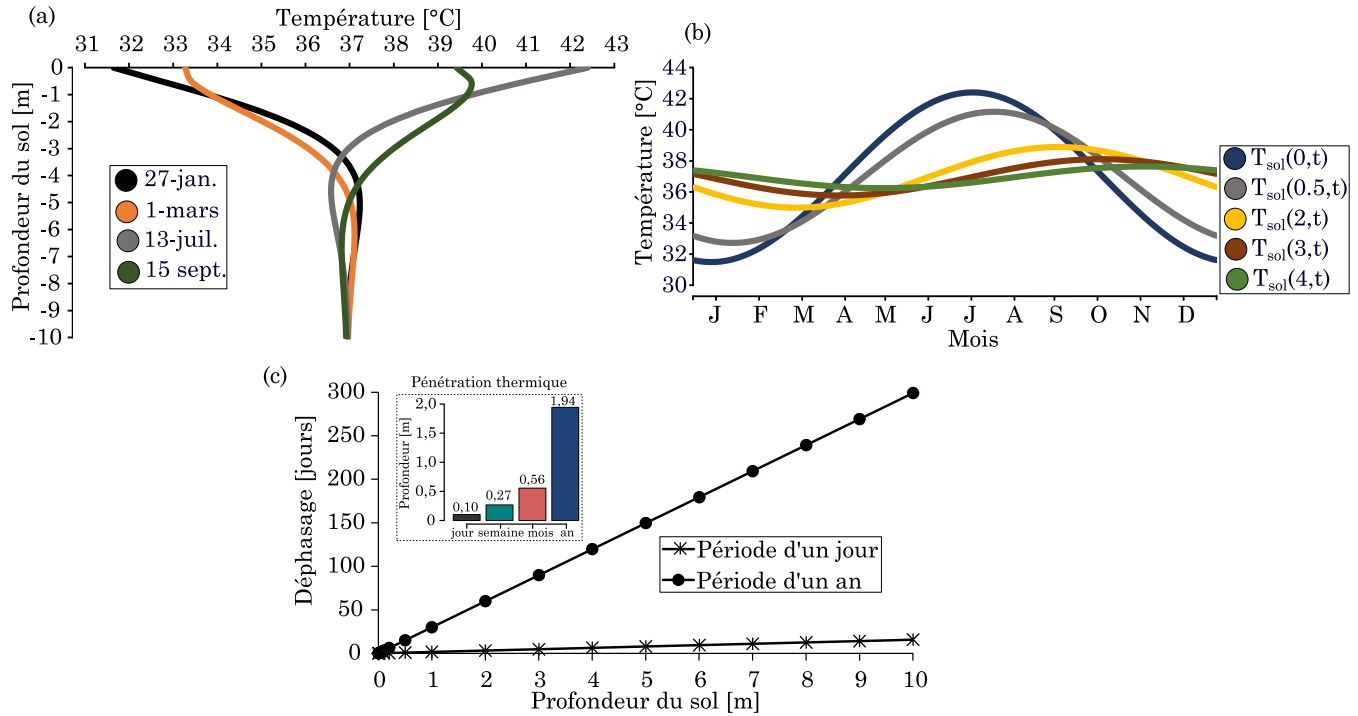 (a)
Température [°C]
31 32 33 34 35 36 37 38 39 40 41 42 43
Profondeur du sol [m]
0
-1
-2
-3
-4
-5
-6
-7
-8
-9
-10
27-jan.
1-mars
13-juil.
15 sept.
(b)
Température [°C]
44
42
40
38
36
34
32
30
J F M A M J J A S O N D
Mois
Tsol(0,t)
Tsol(0.5,t)
Tsol(2,t)
Tsol(3,t)
Tsol(4,t)
(c)
Déphasage [jours]
300
250
200
150
100
50
0
Pénétration thermique
Profondeur [m]
2,0
1,5
1,0
0,5
0
0,10
0,27
0,56
1,94
jour semaine mois an
Période d'un jour
Période d'un an
0 1 2 3 4 5 6 7 8 9 10
Profondeur du sol [m]